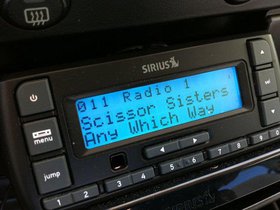 SIRIUS
011 Radio 1
Scissor Sisters
Any Which Way
menu
jump
1 2 3 4 5 6 7 8 9 0